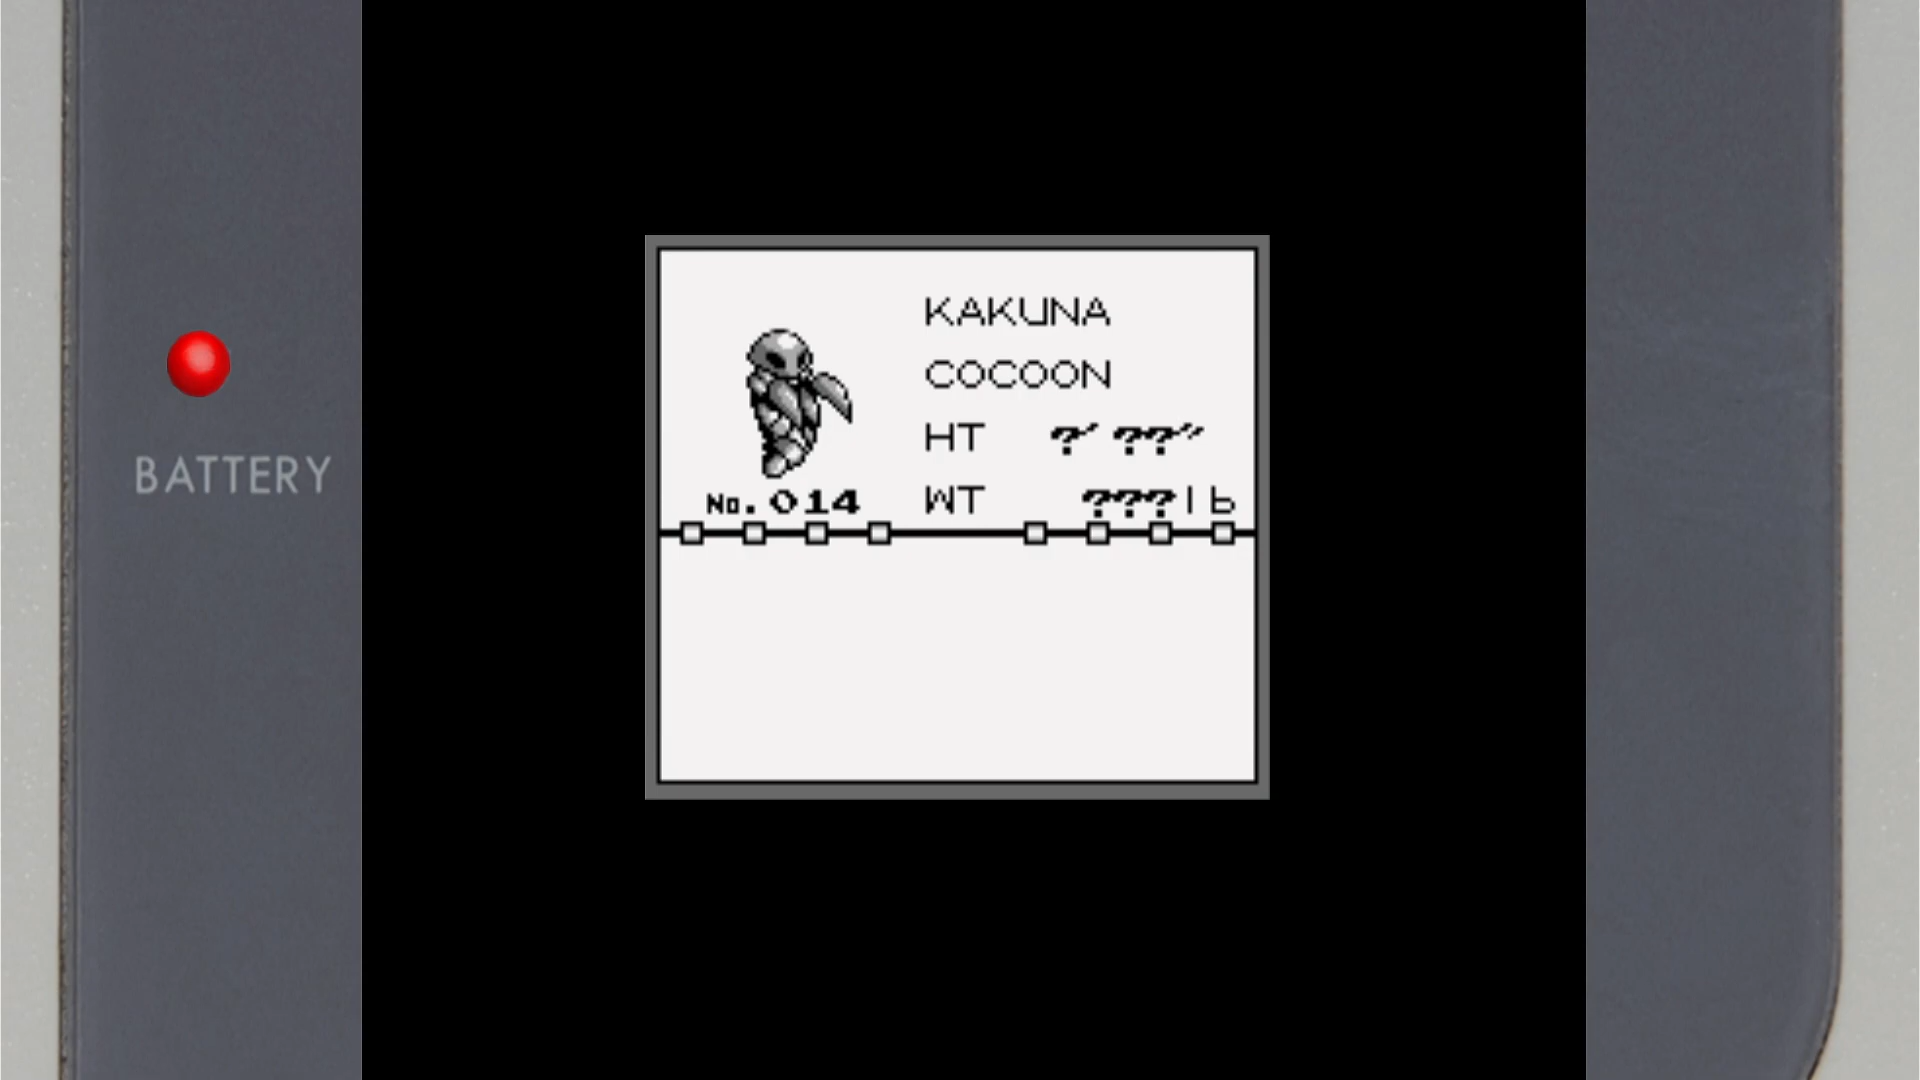 KAKUNA
COCOON
HT ?′ ??″
No.014 WT ???lb
BATTERY